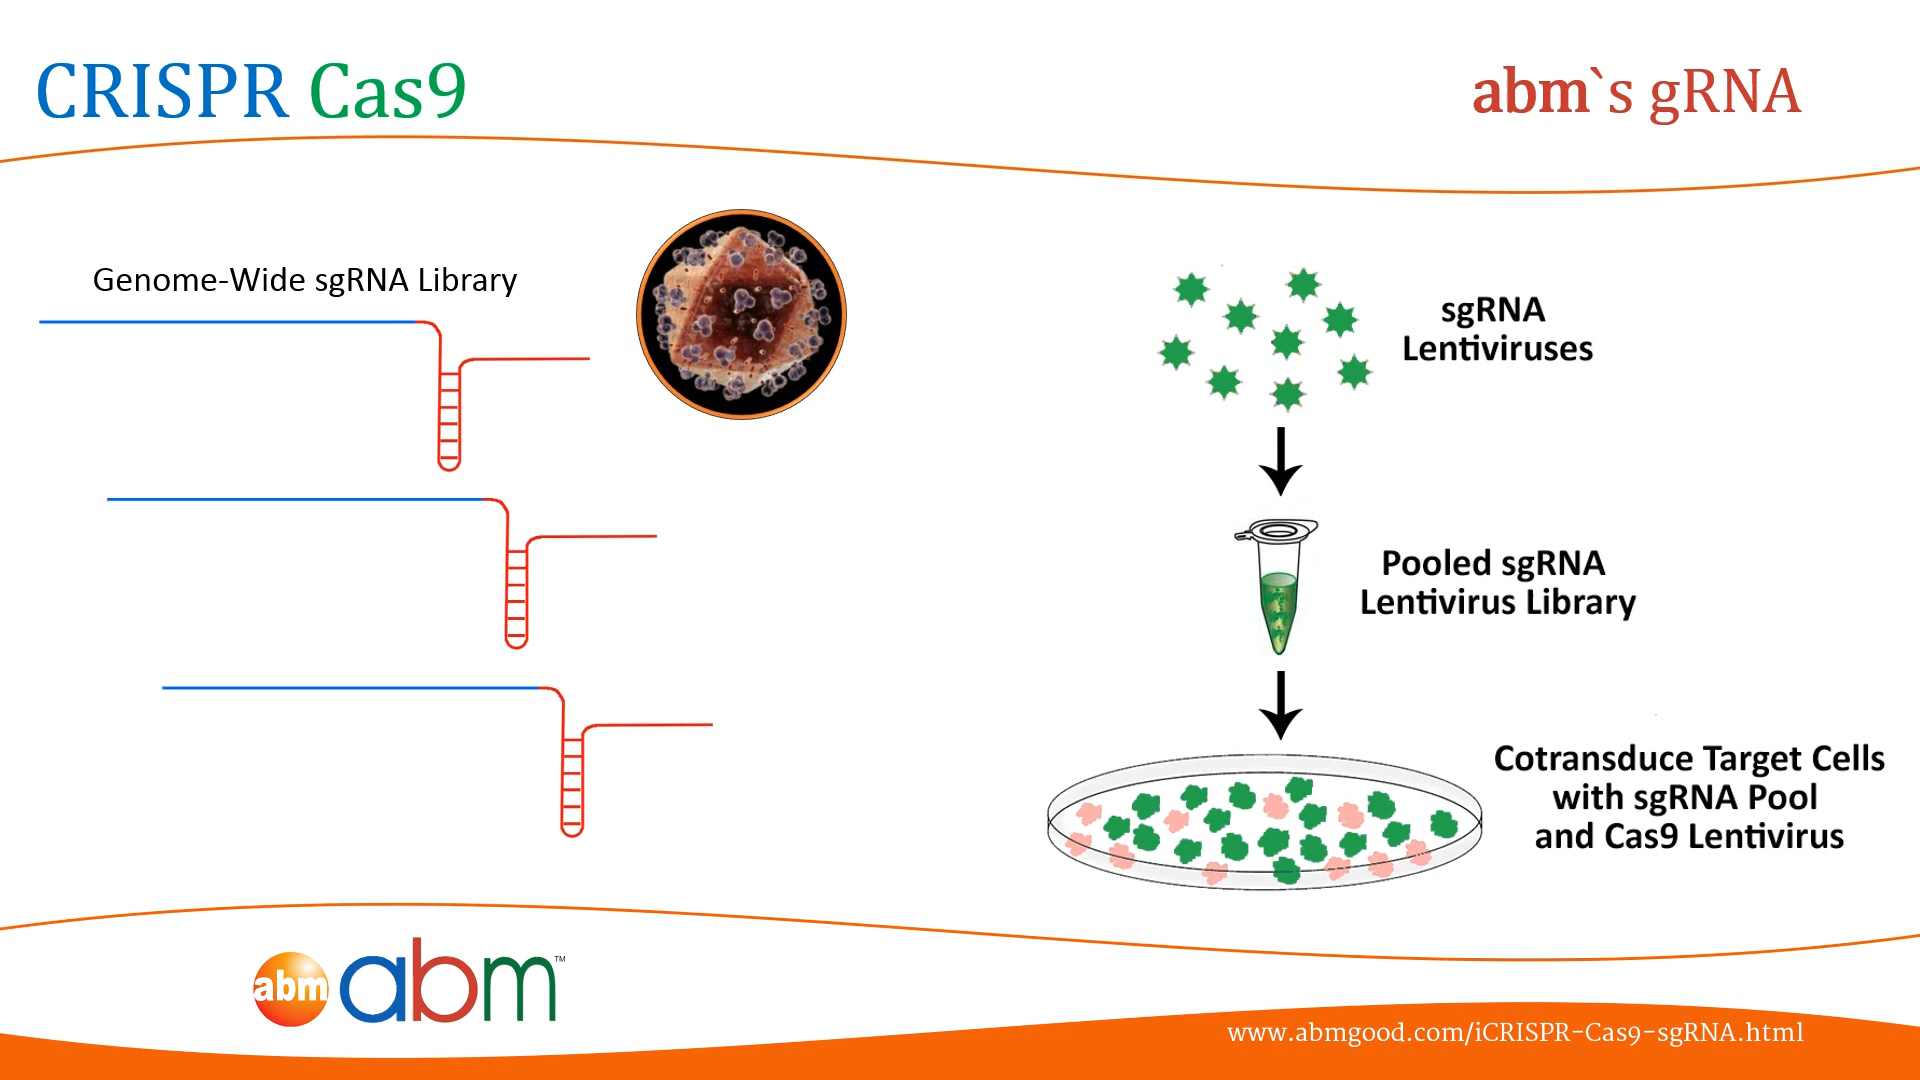 CRISPR Cas9
abm`s gRNA
Genome-Wide sgRNA Library
sgRNA
Lentiviruses
Pooled sgRNA
Lentivirus Library
Cotransduce Target Cells
with sgRNA Pool
and Cas9 Lentivirus
abm abm™
www.abmgood.com/iCRISPR-Cas9-sgRNA.html